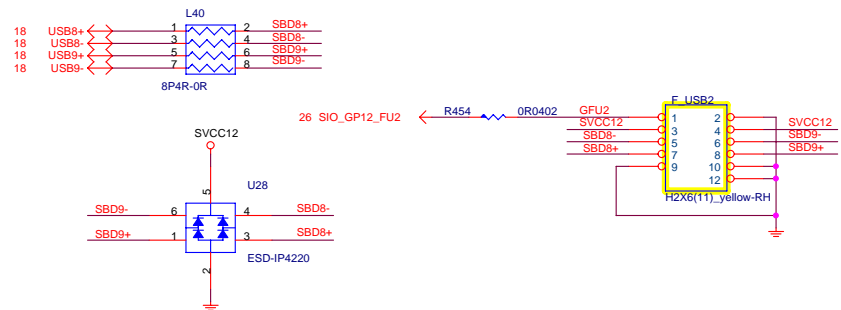 L40
18 USB8+ 1 2 SBD8+
18 USB8- 3 4 SBD8-
18 USB9+ 5 6 SBD9+
18 USB9- 7 8 SBD9-
8P4R-0R
26 SIO_GP12_FU2 R454 0R0402 GFU2
F_USB2
1 2
SVCC12 3 4 SVCC12
SBD8- 5 6 SBD9-
SBD8+ 7 8 SBD9+
9 10
12
H2X6(11)_yellow-RH
SVCC12
5 U28
SBD9- 6 4 SBD8-
SBD9+ 1 3 SBD8+
2 ESD-IP4220